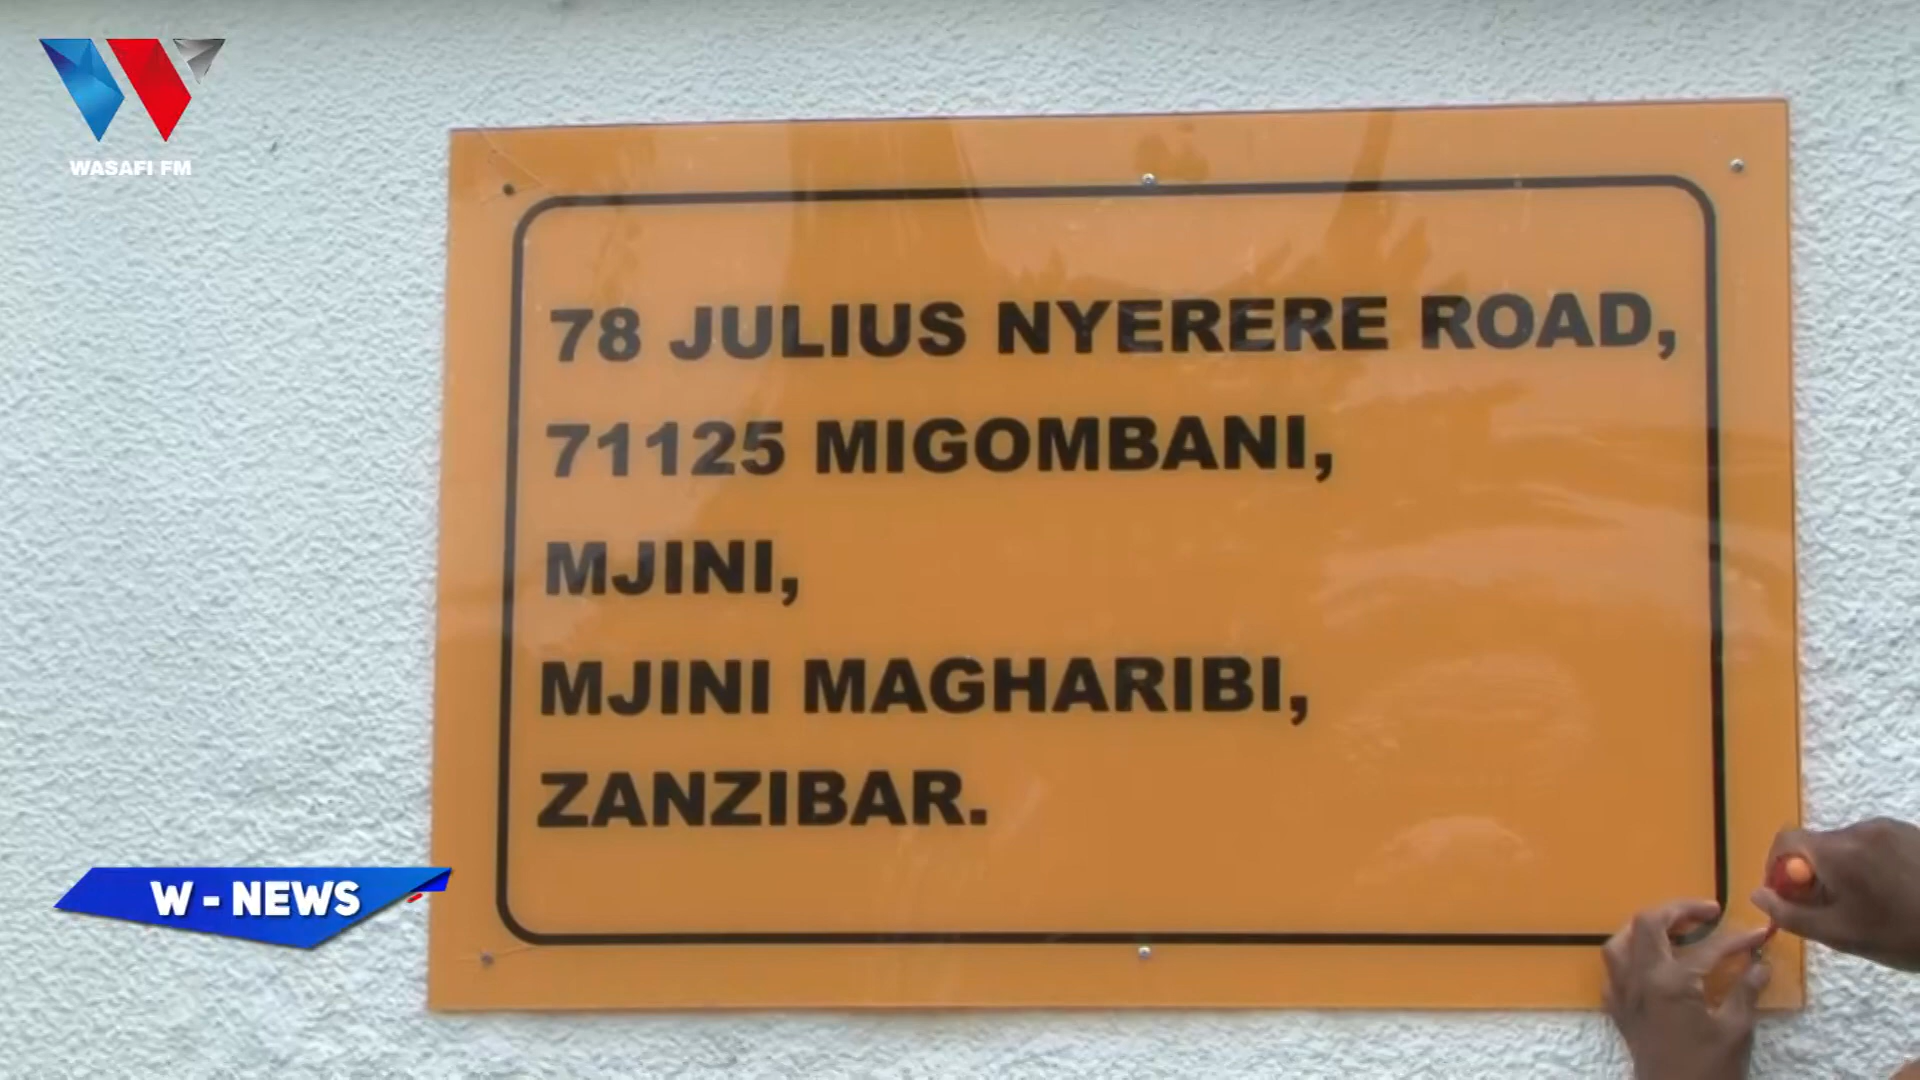 WASAFI FM
78 JULIUS NYERERE ROAD,
71125 MIGOMBANI,
MJINI,
MJINI MAGHARIBI,
ZANZIBAR.
W - NEWS